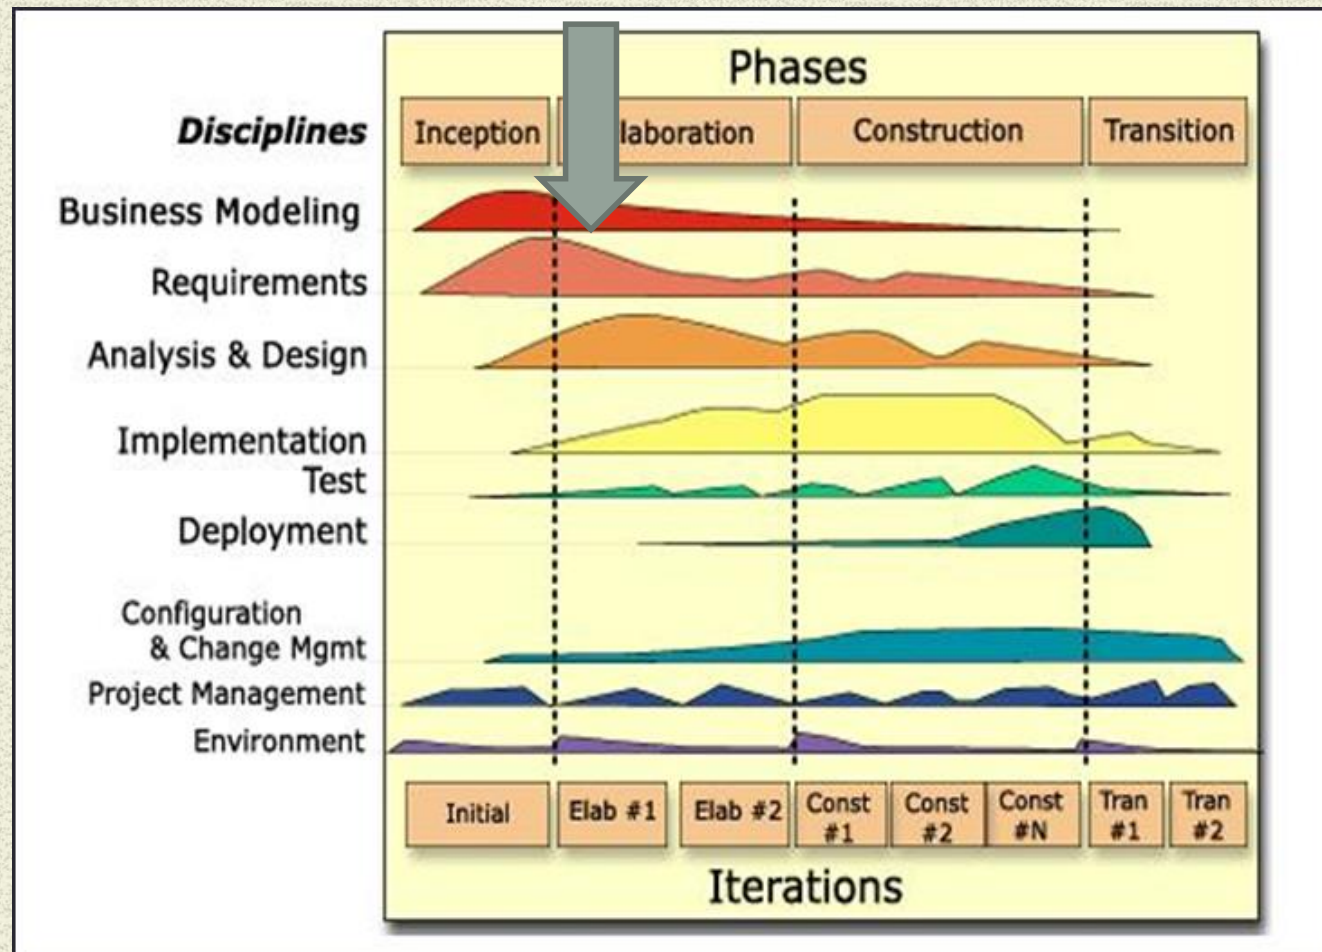 Phases
Disciplines
Inception
laboration
Construction
Transition
Business Modeling
Requirements
Analysis & Design
Implementation
Test
Deployment
Configuration
& Change Mgmt
Project Management
Environment
Initial
Elab #1
Elab #2
Const
#1
Const
#2
Const
#N
Tran
#1
Tran
#2
Iterations